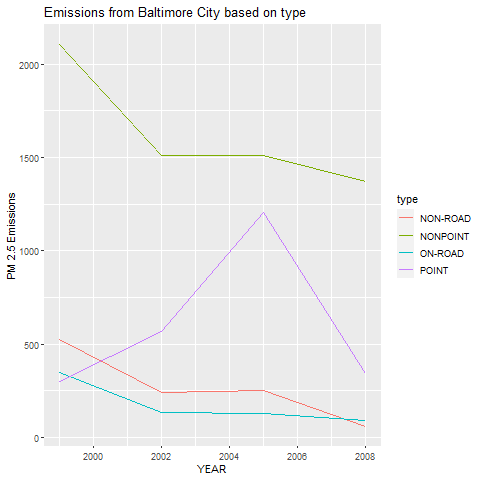 Emissions from Baltimore City based on type
2000
1500
1000
500
0
PM 2.5 Emissions
2000 2002 2004 2006 2008
YEAR
type
NON-ROAD
NONPOINT
ON-ROAD
POINT